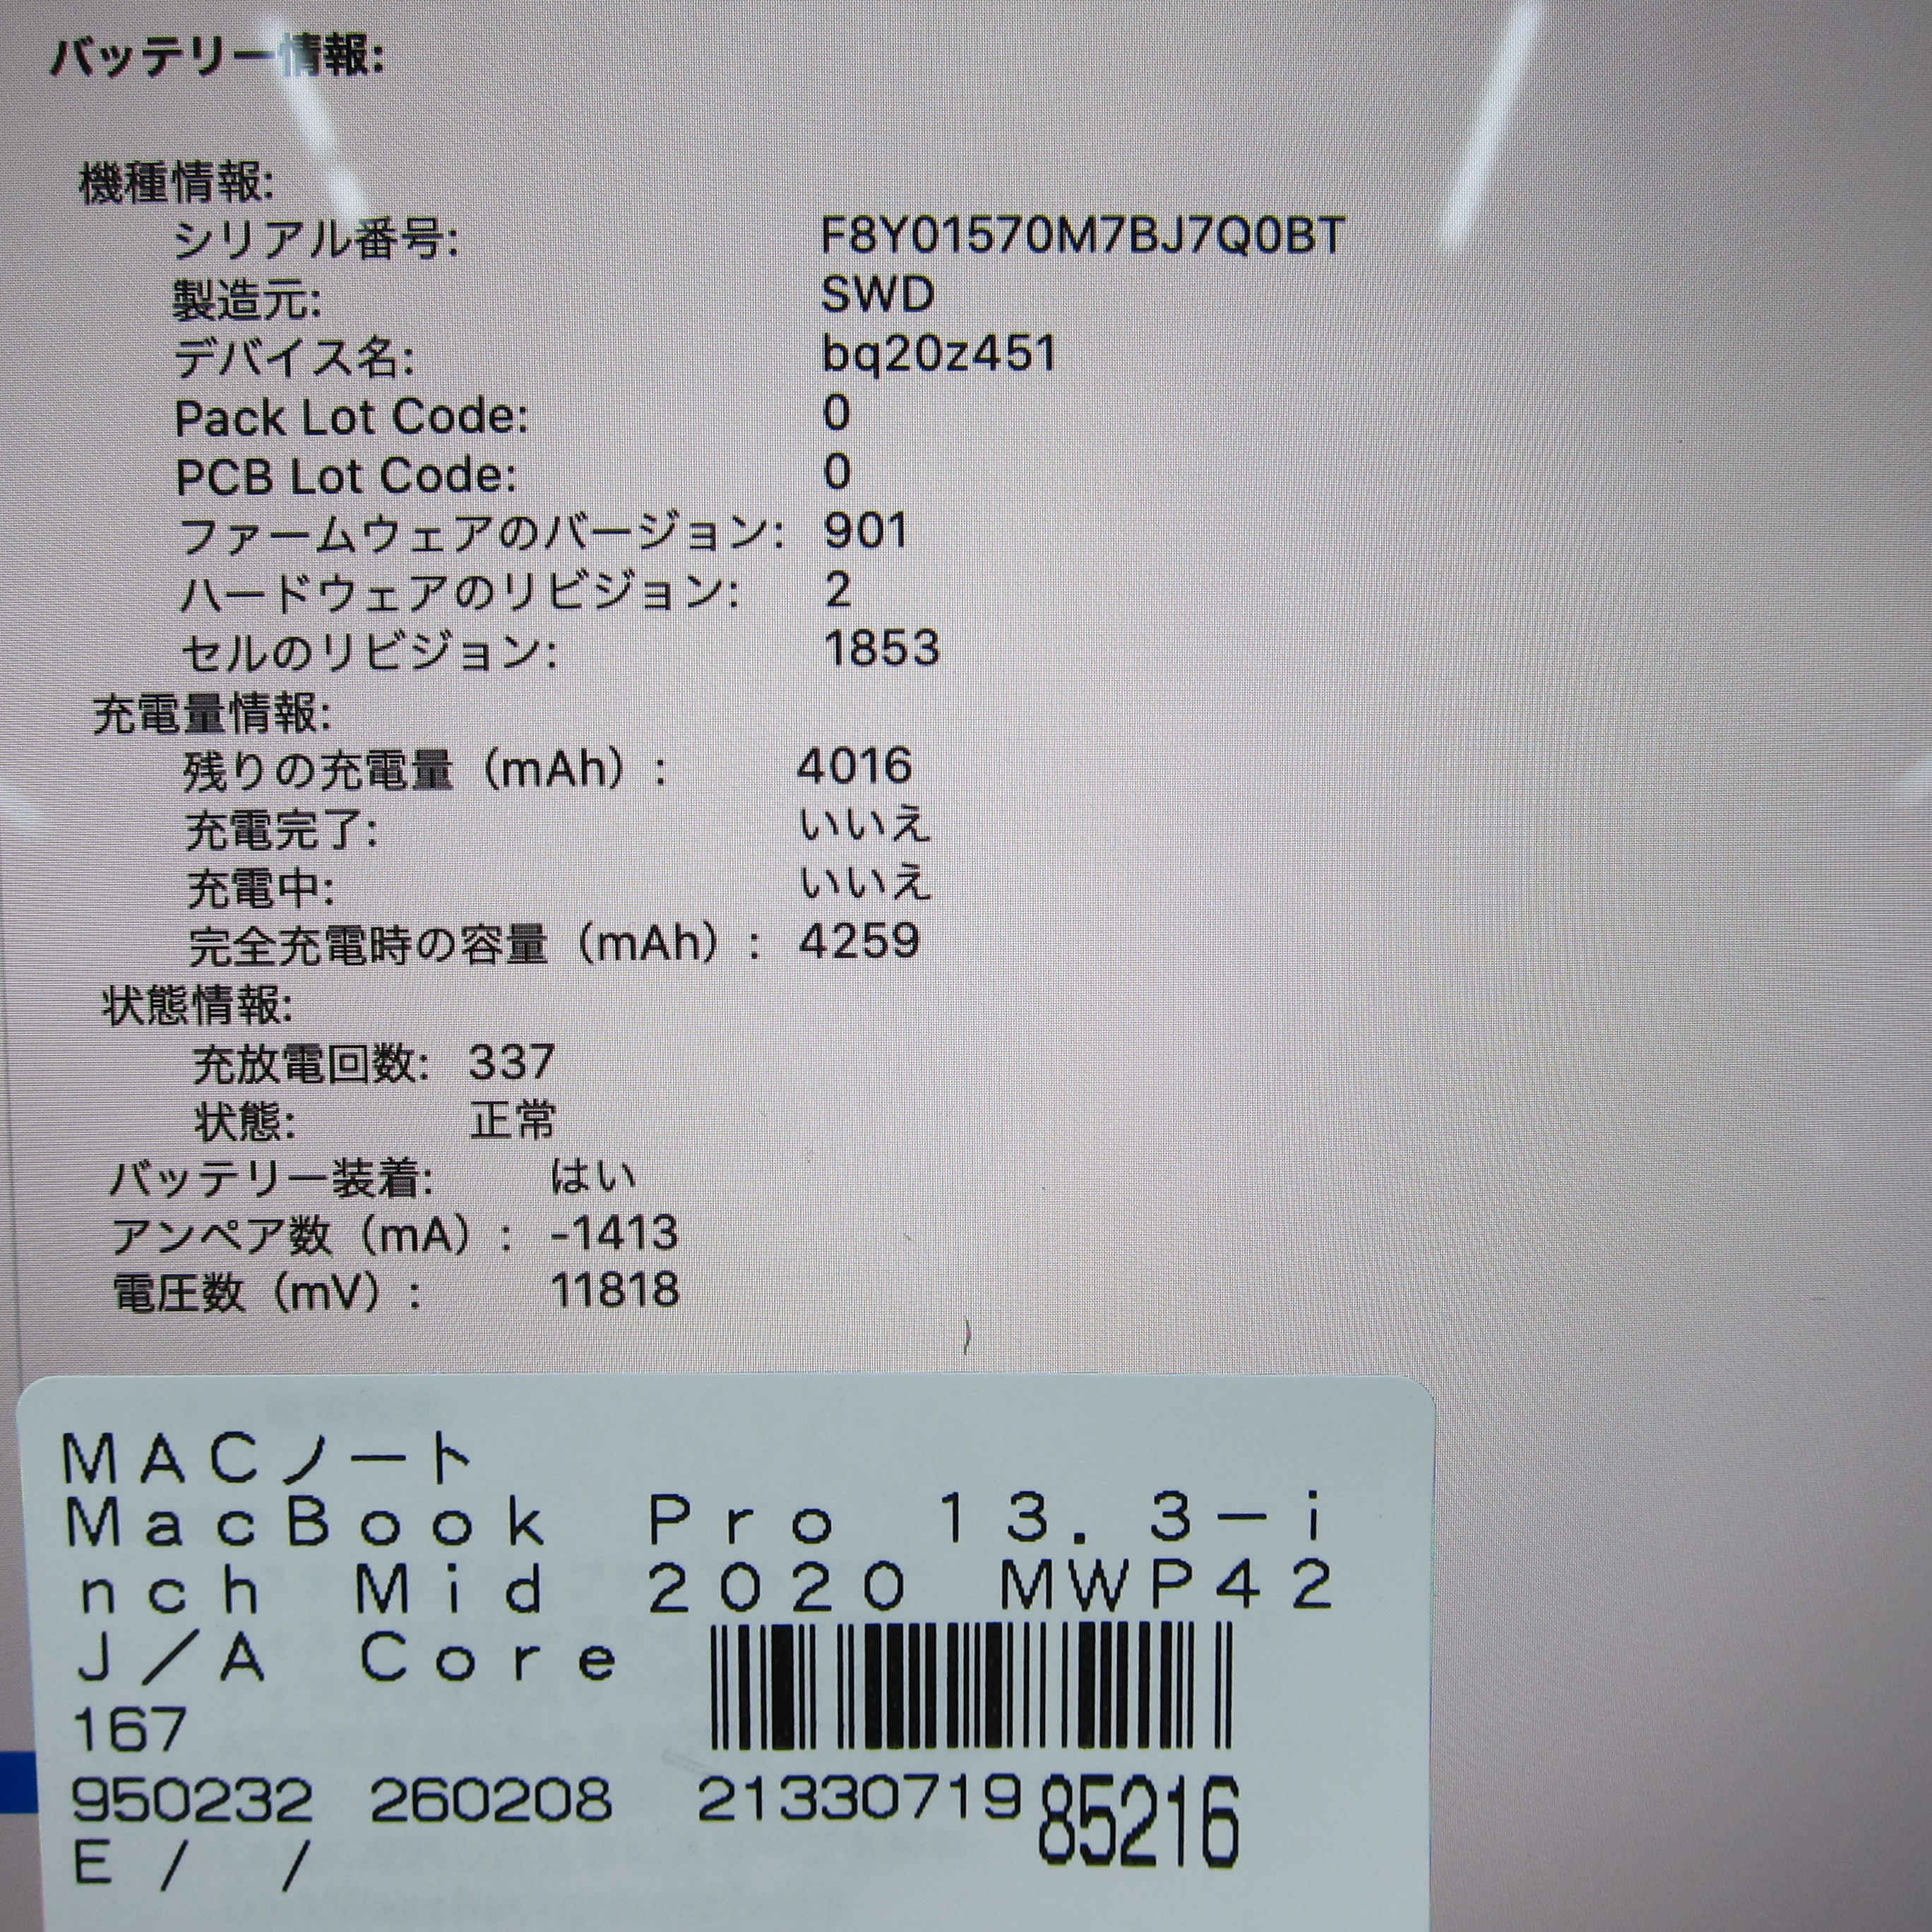 バッテリー情報:
機種情報:
シリアル番号: F8Y01570M7BJ7Q0BT
製造元: SWD
デバイス名: bq20z451
Pack Lot Code: 0
PCB Lot Code: 0
ファームウェアのバージョン: 901
ハードウェアのリビジョン: 2
セルのリビジョン: 1853
充電量情報:
残りの充電量（mAh）: 4016
充電完了: いいえ
充電中: いいえ
完全充電時の容量（mAh）: 4259
状態情報:
充放電回数: 337
状態: 正常
バッテリー装着: はい
アンペア数（mA）: -1413
電圧数（mV）: 11818
ＭＡＣノート
ＭａｃＢｏｏｋ　Ｐｒｏ　１３．３－ｉ
ｎｃｈ　Ｍｉｄ　２０２０　ＭＷＰ４２
Ｊ／Ａ　Ｃｏｒｅ
167
950232 260208 2133071985216
E / /